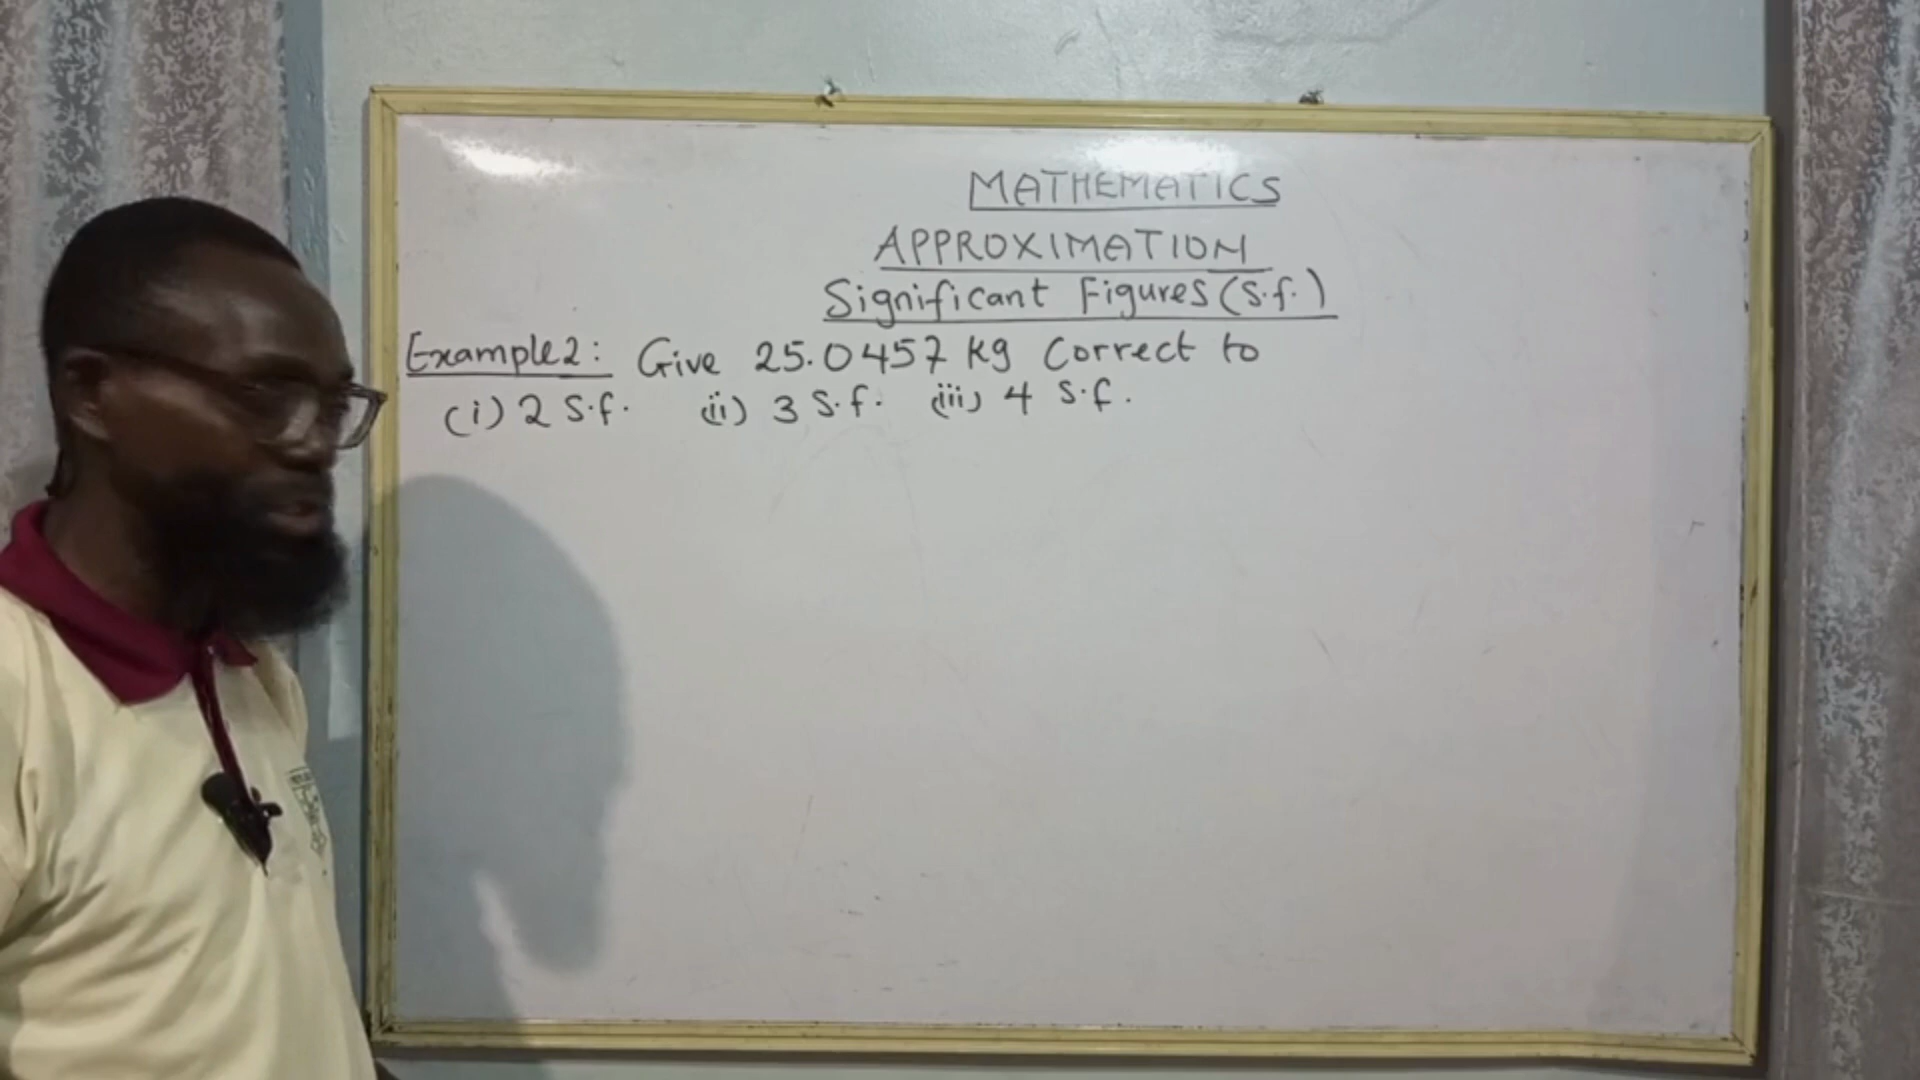 MATHEMATICS
APPROXIMATION
Significant Figures (s.f.)
Example 2: Give 25.0457 kg Correct to
(i) 2 s.f. (ii) 3 s.f. (iii) 4 s.f.